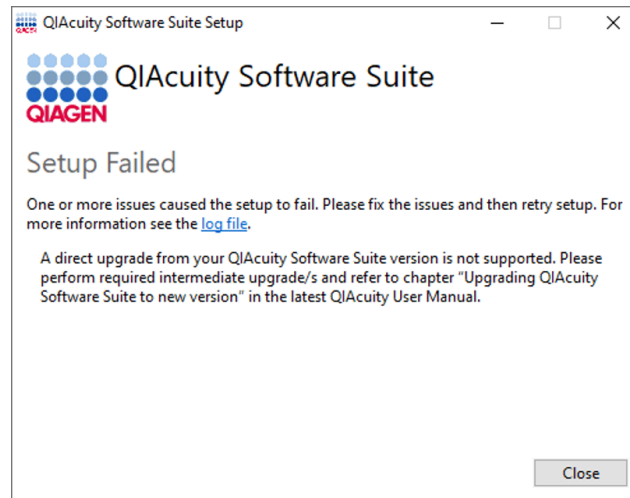 QIAcuity Software Suite Setup
QIAGEN
QIAcuity Software Suite
Setup Failed
One or more issues caused the setup to fail. Please fix the issues and then retry setup. For
more information see the log file.
A direct upgrade from your QIAcuity Software Suite version is not supported. Please
perform required intermediate upgrade/s and refer to chapter "Upgrading QIAcuity
Software Suite to new version" in the latest QIAcuity User Manual.
Close